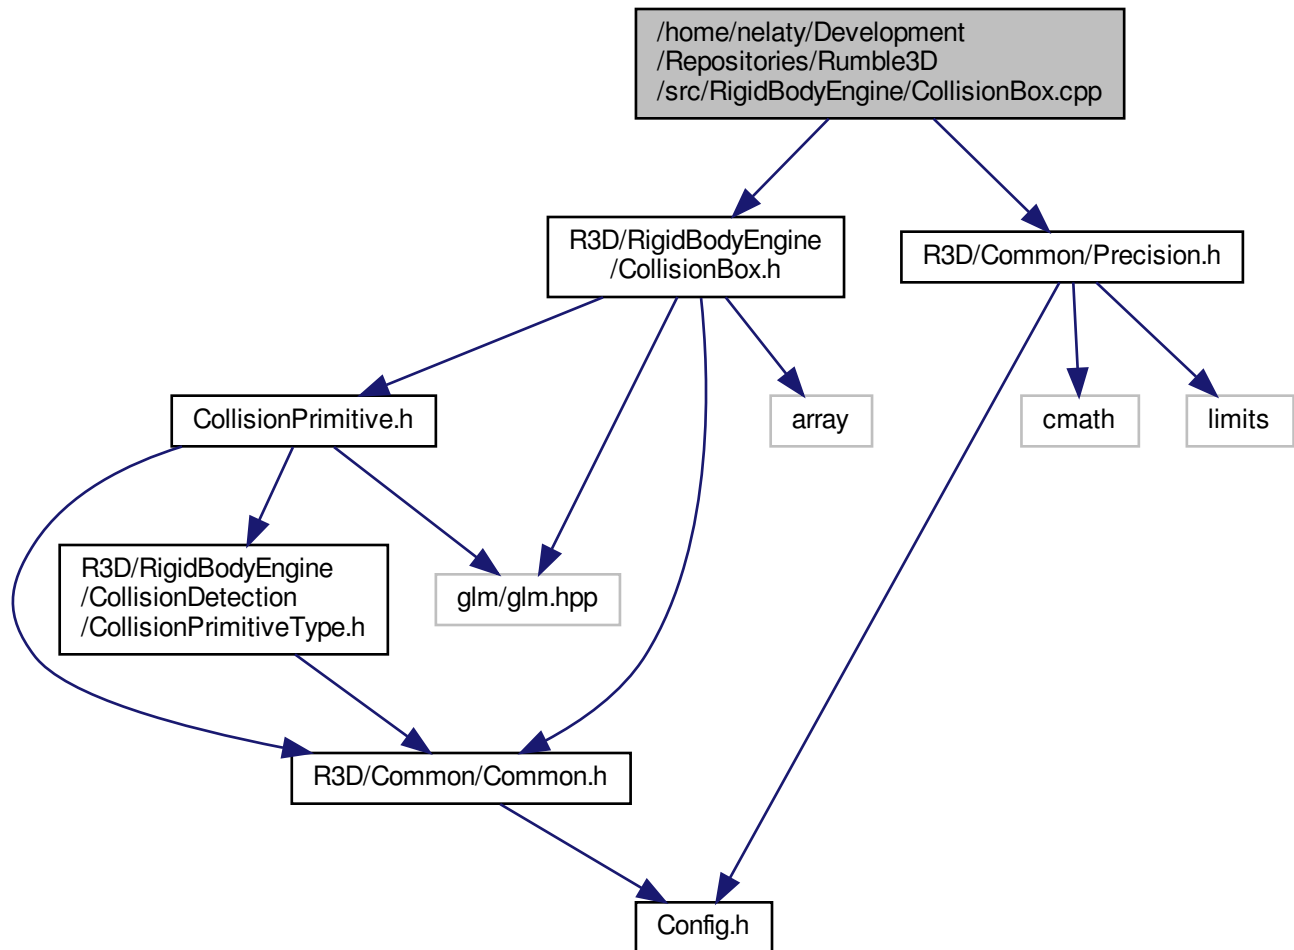 /home/nelaty/Development
/Repositories/Rumble3D
/src/RigidBodyEngine/CollisionBox.cpp
R3D/RigidBodyEngine
/CollisionBox.h
R3D/Common/Precision.h
CollisionPrimitive.h
array
cmath
limits
R3D/RigidBodyEngine
/CollisionDetection
/CollisionPrimitiveType.h
glm/glm.hpp
R3D/Common/Common.h
Config.h